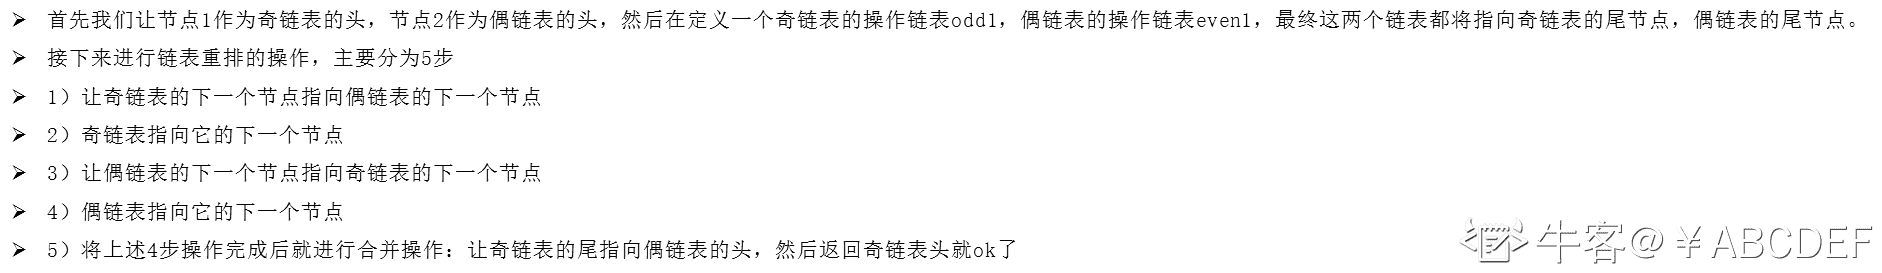 ➢ 首先我们让节点1作为奇链表的头，节点2作为偶链表的头，然后在定义一个奇链表的操作链表odd1，偶链表的操作链表even1，最终这两个链表都将指向奇链表的尾节点，偶链表的尾节点。
➢ 接下来进行链表重排的操作，主要分为5步
➢ 1）让奇链表的下一个节点指向偶链表的下一个节点
➢ 2）奇链表指向它的下一个节点
➢ 3）让偶链表的下一个节点指向奇链表的下一个节点
➢ 4）偶链表指向它的下一个节点
➢ 5）将上述4步操作完成后就进行合并操作：让奇链表的尾指向偶链表的头，然后返回奇链表头就ok了
牛客@￥ABCDEF